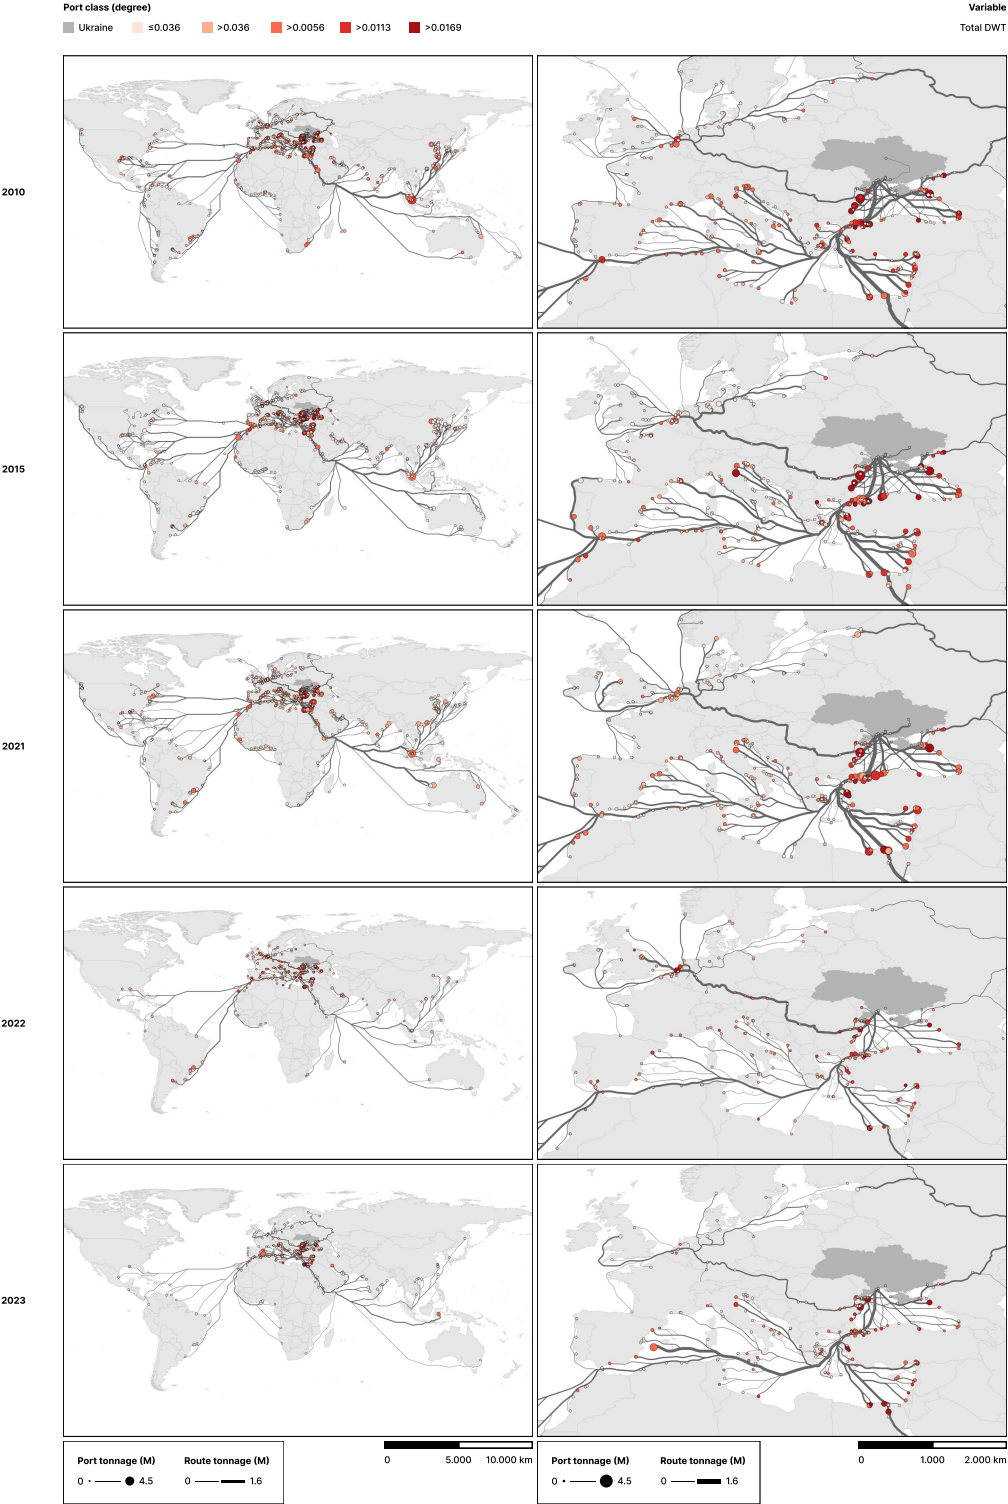 Port class (degree)
Variable
Ukraine ≤0.036 >0.036 >0.0056 >0.0113 >0.0169
Total DWT
2010
2015
2021
2022
2023
Port tonnage (M) Route tonnage (M)
0 4.5 0 1.6
0 5.000 10.000 km
Port tonnage (M) Route tonnage (M)
0 4.5 0 1.6
0 1.000 2.000 km